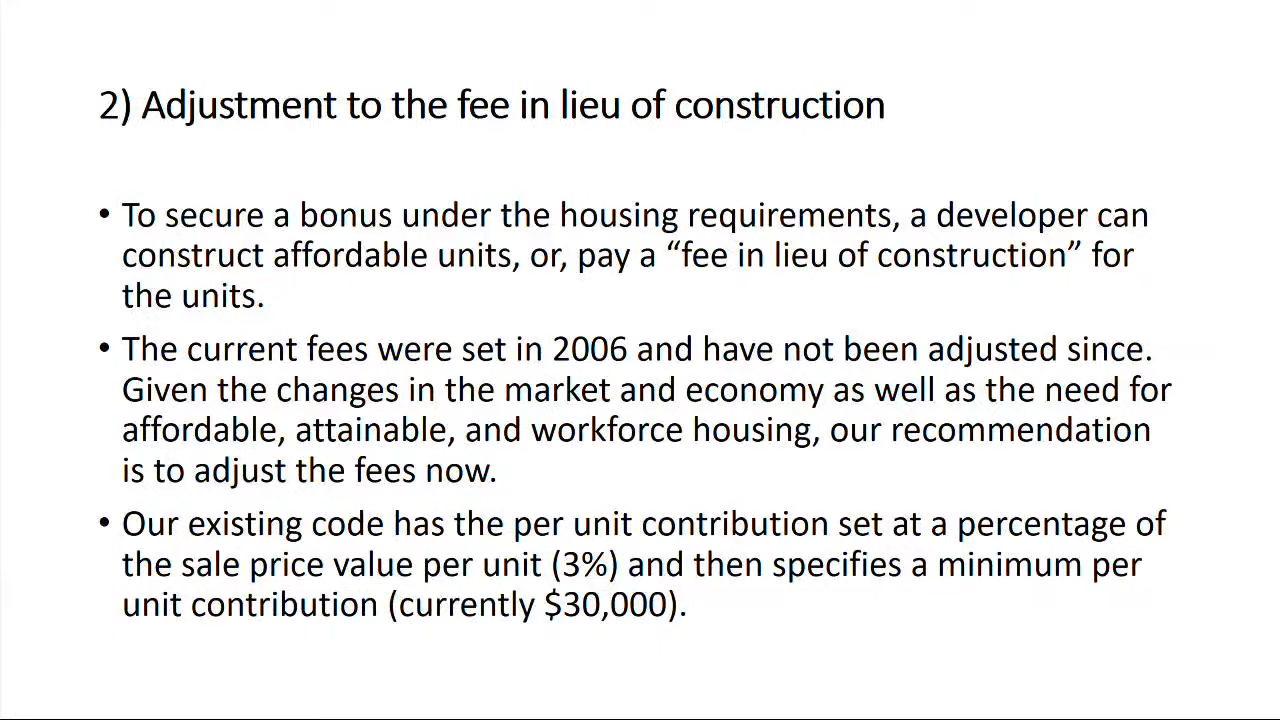 2) Adjustment to the fee in lieu of construction
• To secure a bonus under the housing requirements, a developer can
construct affordable units, or, pay a “fee in lieu of construction” for
the units.
• The current fees were set in 2006 and have not been adjusted since.
Given the changes in the market and economy as well as the need for
affordable, attainable, and workforce housing, our recommendation
is to adjust the fees now.
• Our existing code has the per unit contribution set at a percentage of
the sale price value per unit (3%) and then specifies a minimum per
unit contribution (currently $30,000).